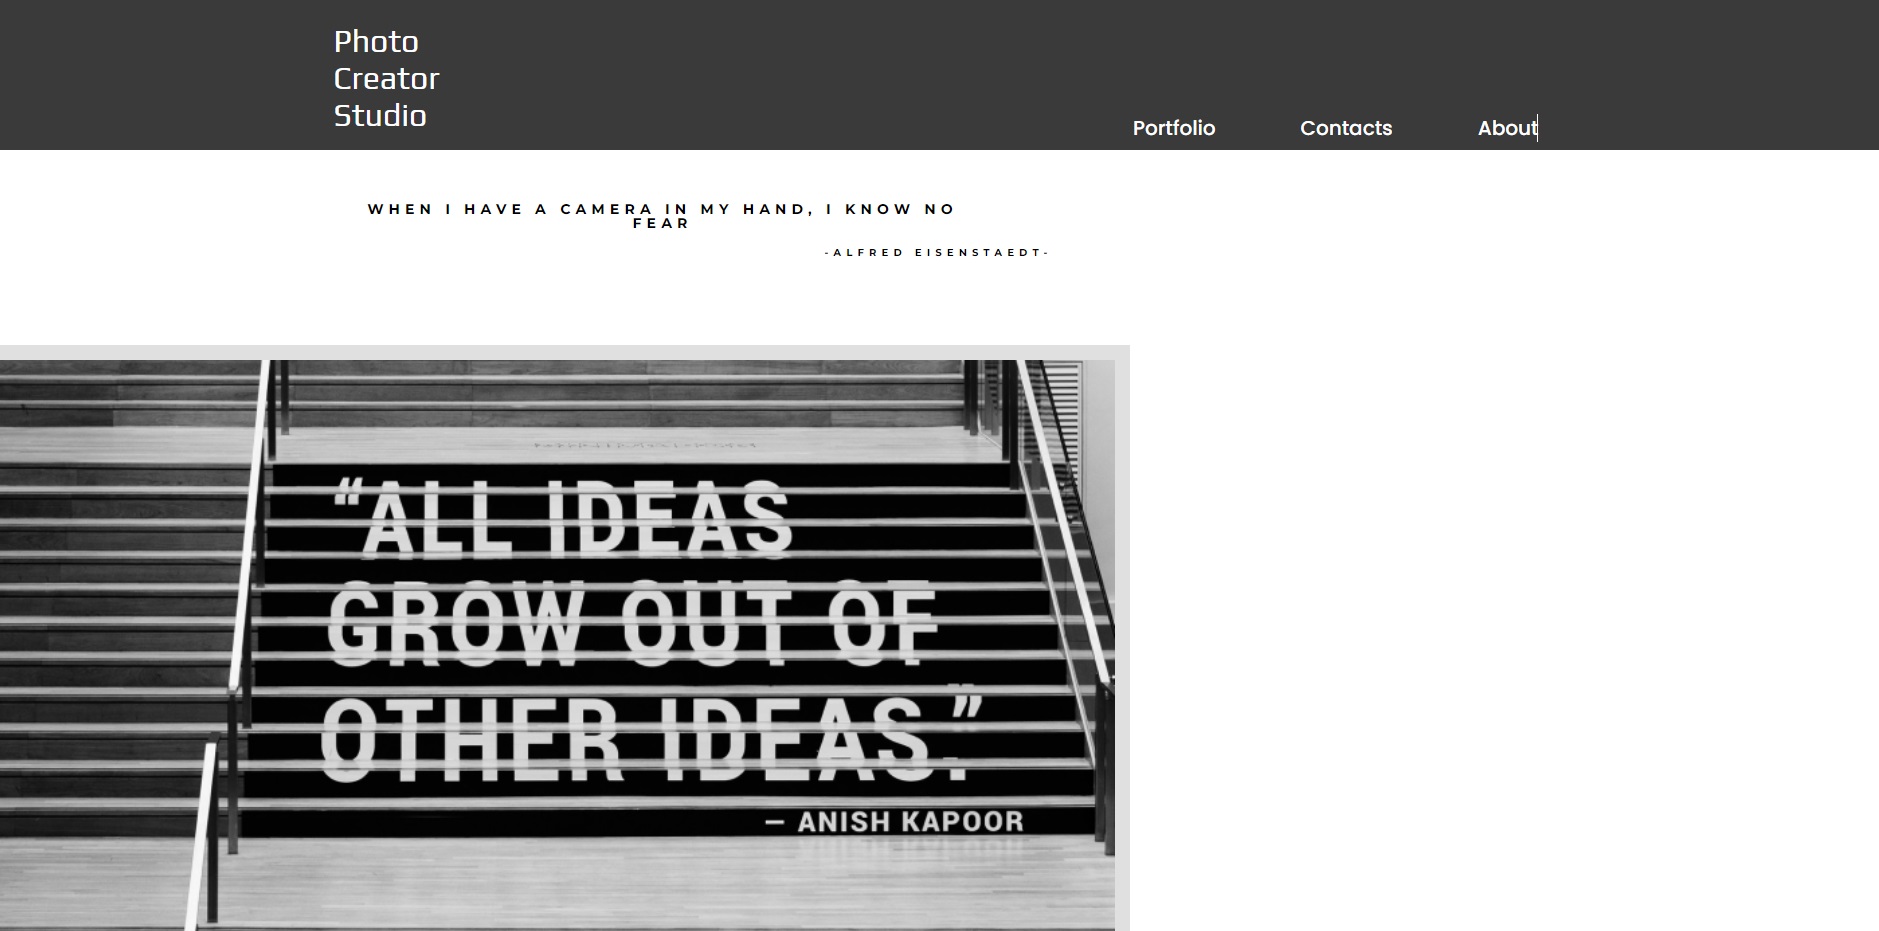 Photo
Creator
Studio
Portfolio Contacts About
WHEN I HAVE A CAMERA IN MY HAND, I KNOW NO
FEAR
-ALFRED EISENSTAEDT-
“ALL IDEAS
GROW OUT OF
OTHER IDEAS.”
– ANISH KAPOOR